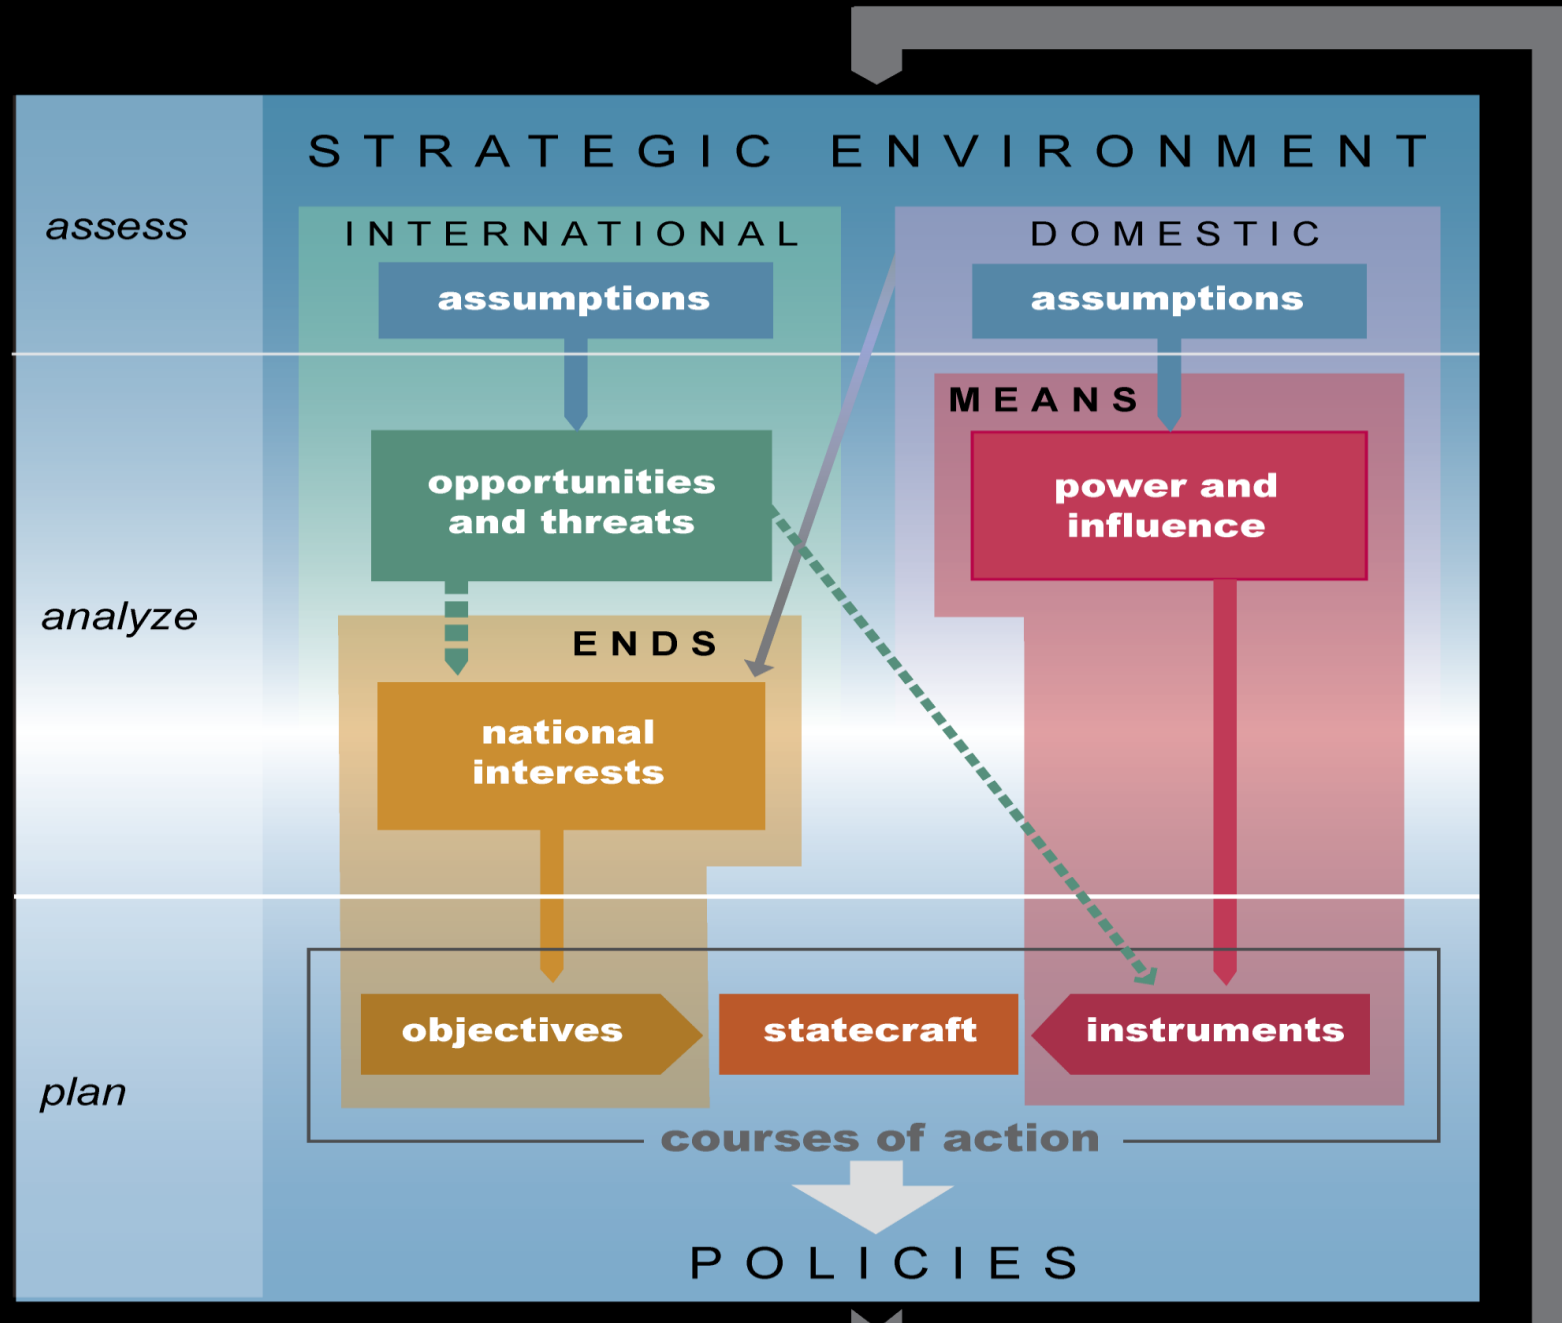 STRATEGIC ENVIRONMENT
assess
INTERNATIONAL
DOMESTIC
assumptions
assumptions
MEANS
opportunities
and threats
power and
influence
analyze
ENDS
national
interests
objectives
statecraft
instruments
plan
courses of action
POLICIES